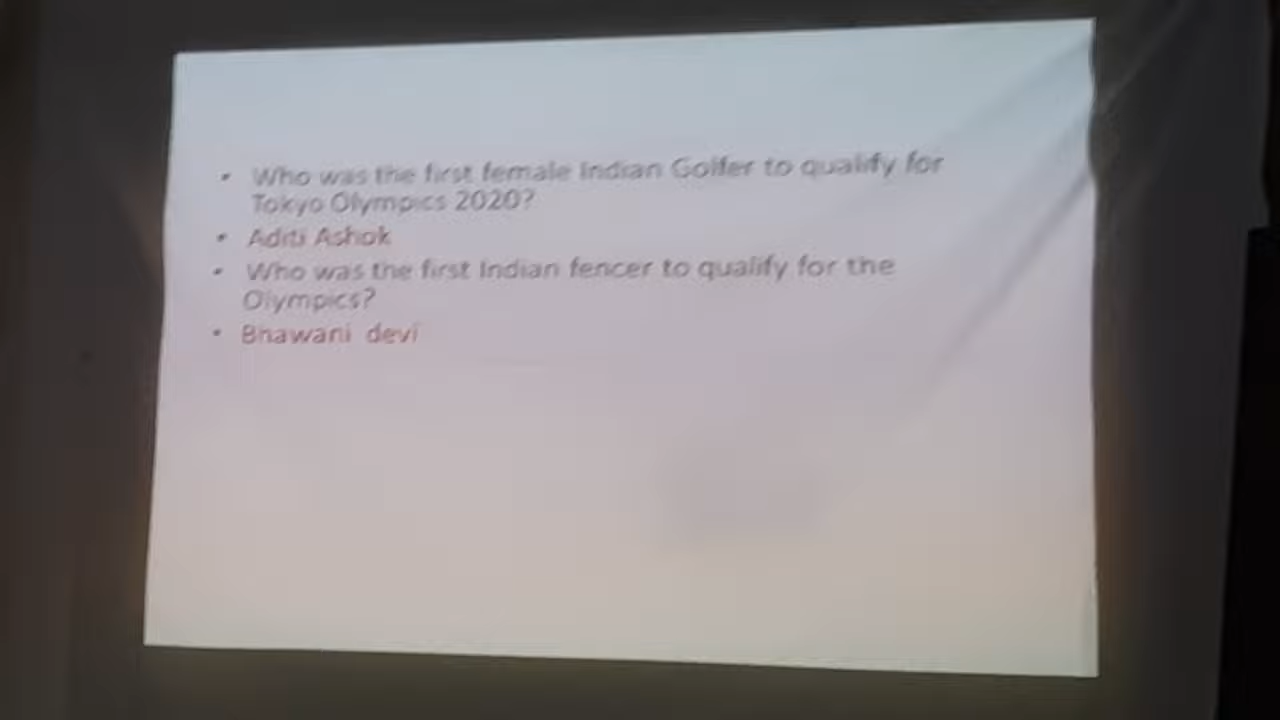 • Who was the first female Indian Golfer to qualify for
Tokyo Olympics 2020?
• Aditi Ashok
• Who was the first Indian fencer to qualify for the
Olympics?
• Bhawani devi